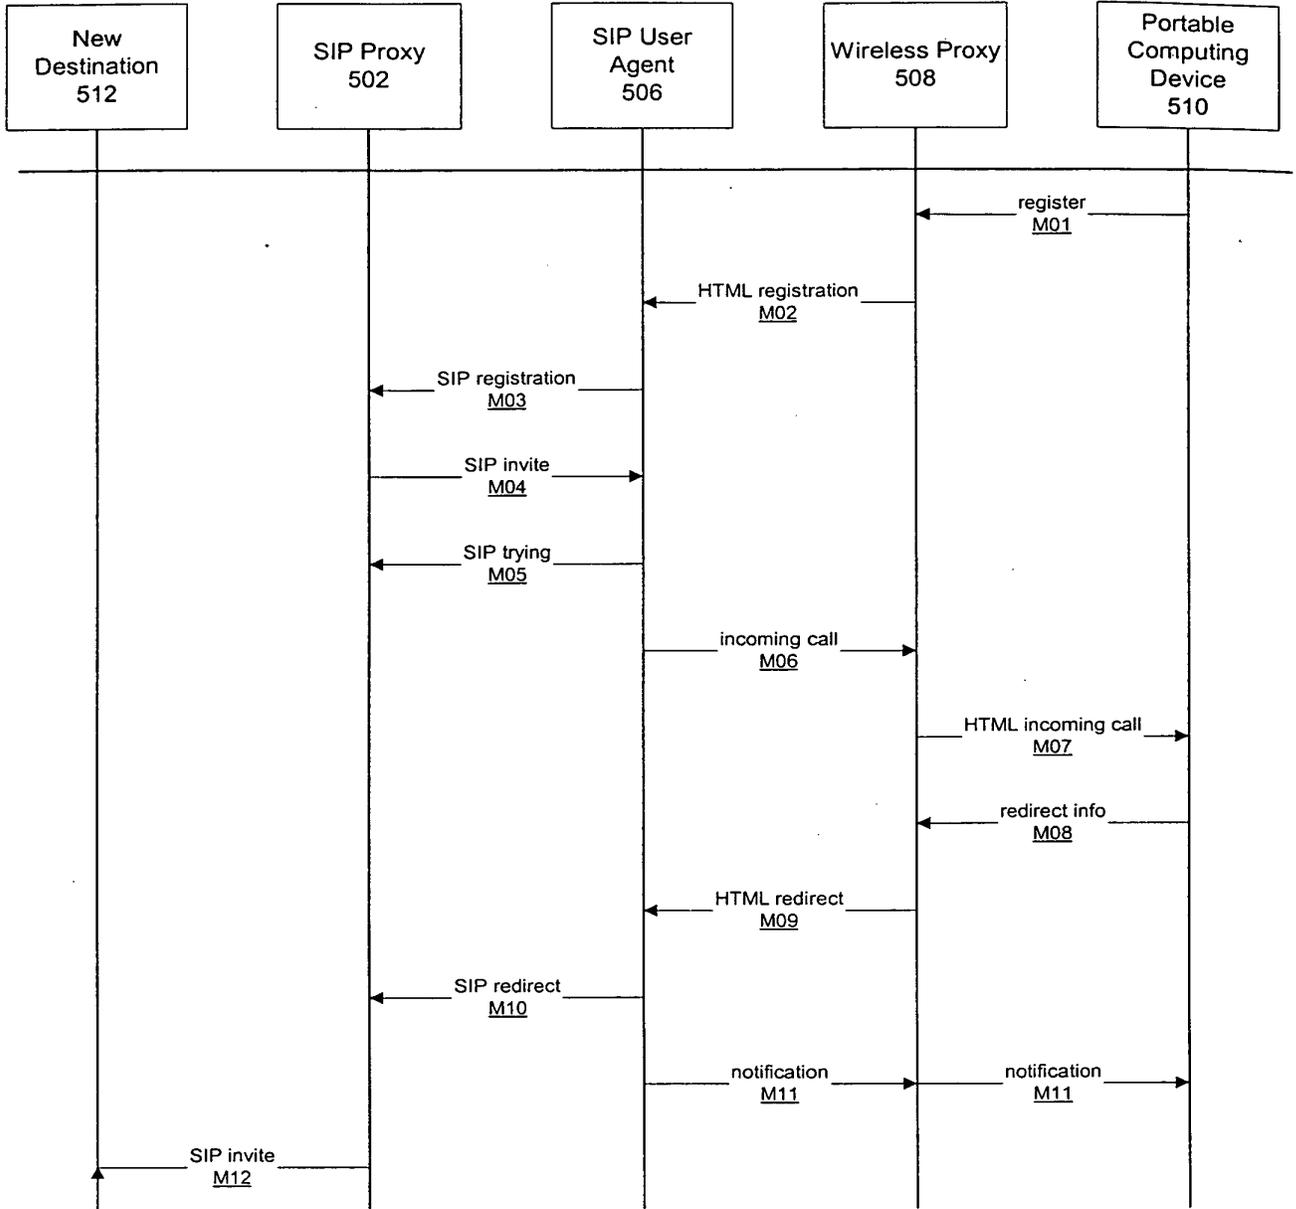 New
Destination
512
SIP Proxy
502
SIP User
Agent
506
Wireless Proxy
508
Portable
Computing
Device
510
register
M01
HTML registration
M02
SIP registration
M03
SIP invite
M04
SIP trying
M05
incoming call
M06
HTML incoming call
M07
redirect info
M08
HTML redirect
M09
SIP redirect
M10
notification
M11
notification
M11
SIP invite
M12